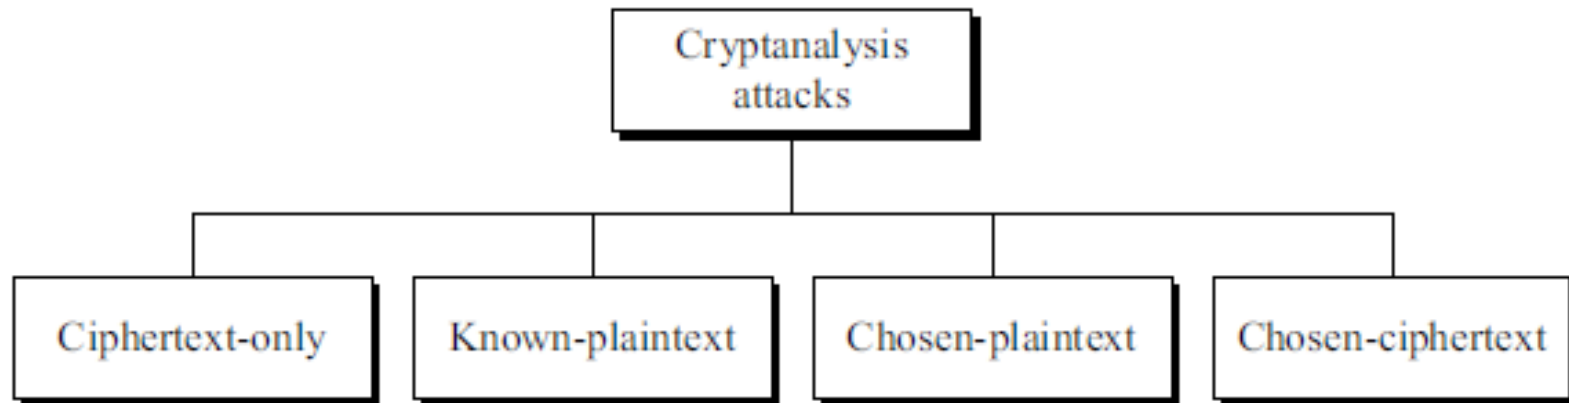 Cryptanalysis
attacks
Ciphertext-only
Known-plaintext
Chosen-plaintext
Chosen-ciphertext